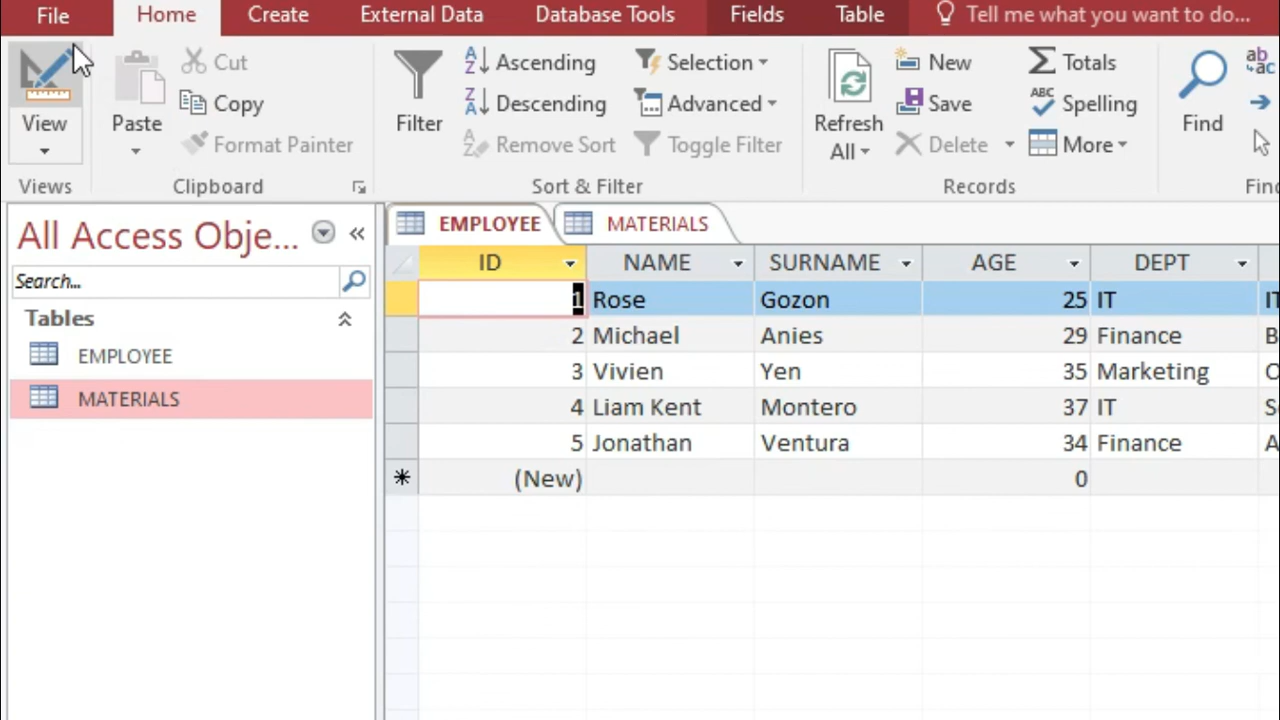 File Home Create External Data Database Tools Fields Table Tell me what you want to do...
View
Paste
Cut
Copy
Format Painter
Filter
Ascending
Descending
Remove Sort
Selection
Advanced
Toggle Filter
Refresh
All
New
Save
Delete
Totals
Spelling
More
Find
Views Clipboard Sort & Filter Records
All Access Obje...
Search...
Tables
EMPLOYEE
MATERIALS
EMPLOYEE MATERIALS
ID NAME SURNAME AGE DEPT
1 Rose Gozon 25 IT
2 Michael Anies 29 Finance
3 Vivien Yen 35 Marketing
4 Liam Kent Montero 37 IT
5 Jonathan Ventura 34 Finance
(New) 0